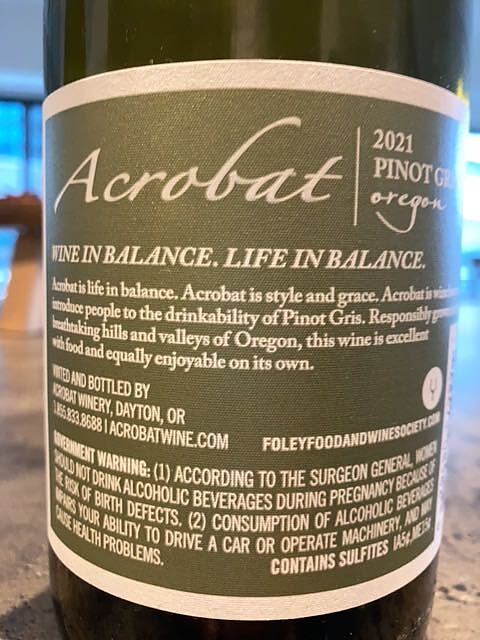 Acrobat
2021
PINOT GR
oregon
WINE IN BALANCE. LIFE IN BALANCE.
Acrobat is life in balance. Acrobat is style and grace. Acrobat is wine
introduce people to the drinkability of Pinot Gris. Responsibly grown
breathtaking hills and valleys of Oregon, this wine is excellent
with food and equally enjoyable on its own.
VINTED AND BOTTLED BY
ACROBAT WINERY, DAYTON, OR
1.855.833.8688 | ACROBATWINE.COM
FOLEYFOODANDWINESOCIETY.COM
GOVERNMENT WARNING: (1) ACCORDING TO THE SURGEON GENERAL, WOMEN
SHOULD NOT DRINK ALCOHOLIC BEVERAGES DURING PREGNANCY BECAUSE OF
THE RISK OF BIRTH DEFECTS. (2) CONSUMPTION OF ALCOHOLIC BEVERAGES
IMPAIRS YOUR ABILITY TO DRIVE A CAR OR OPERATE MACHINERY, AND MAY
CAUSE HEALTH PROBLEMS.
CONTAINS SULFITES IA5¢, ME15¢